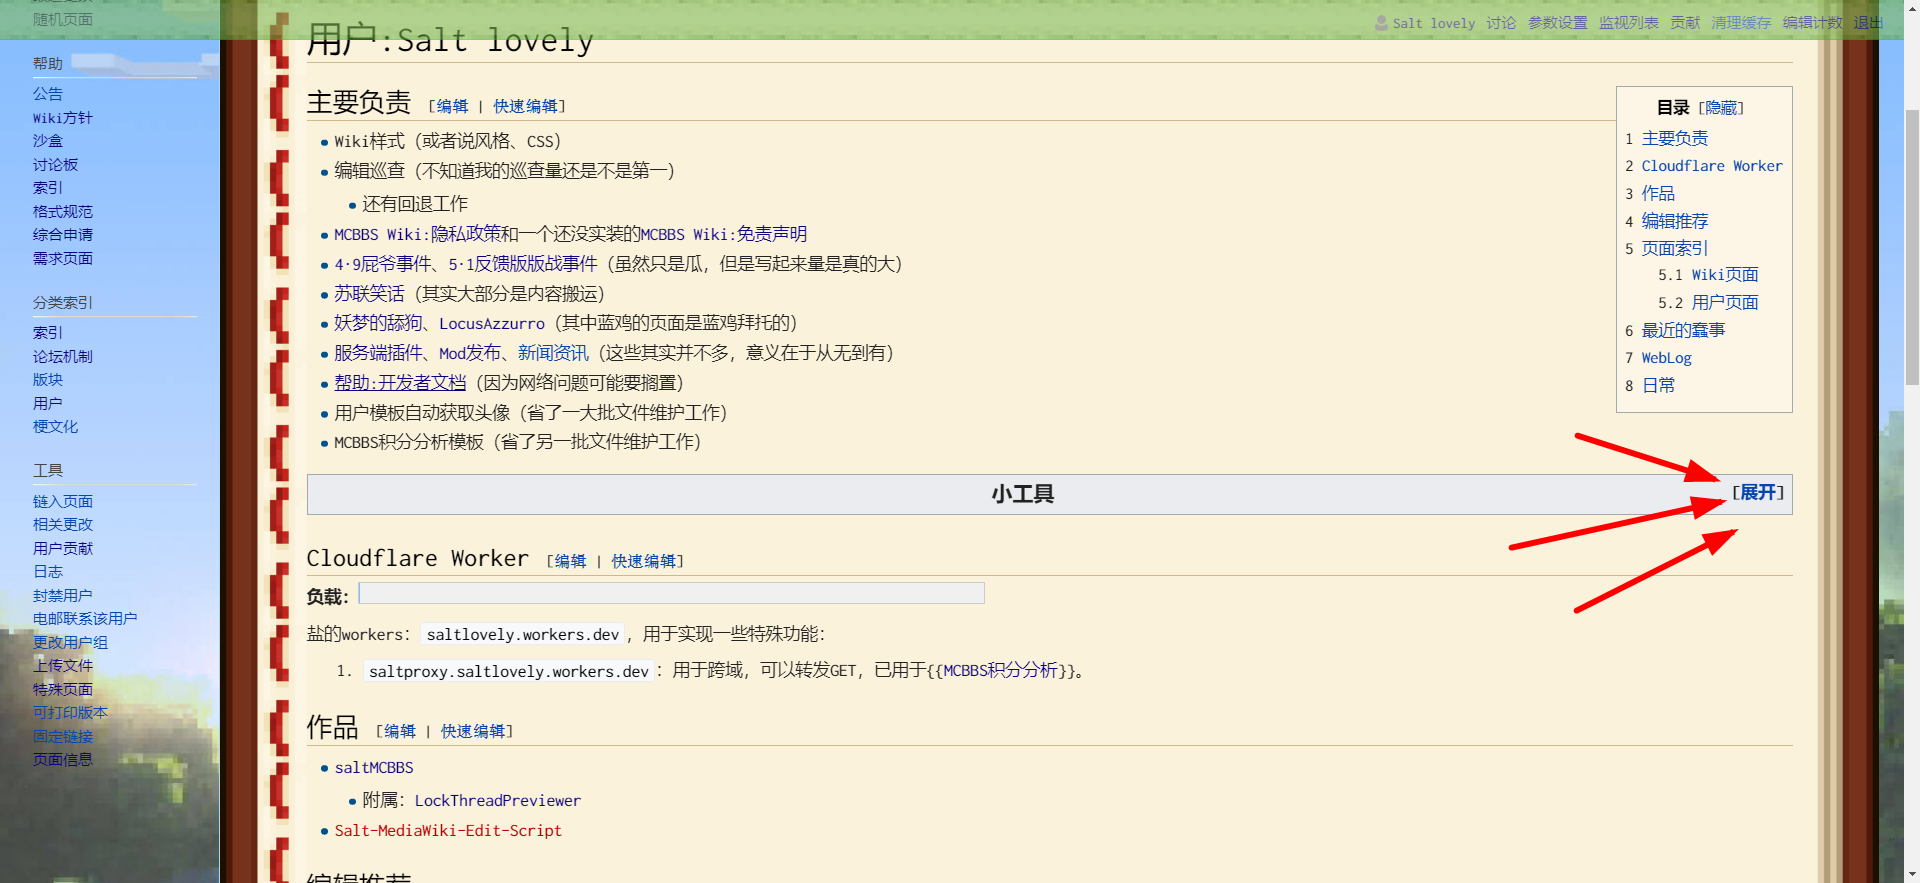 随机页面
帮助
公告
Wiki方针
沙盒
讨论板
索引
格式规范
综合申请
需求页面
分类索引
索引
论坛机制
版块
用户
梗文化
工具
链入页面
相关更改
用户贡献
日志
封禁用户
电邮联系该用户
更改用户组
上传文件
特殊页面
可打印版本
固定链接
页面信息
Salt lovely 讨论 参数设置 监视列表 贡献 清理缓存 编辑计数 退出
用户:Salt lovely
主要负责 [编辑 | 快速编辑]
Wiki样式（或者说风格、CSS）
编辑巡查（不知道我的巡查量还是不是第一）
还有回退工作
MCBBS Wiki:隐私政策和一个还没实装的MCBBS Wiki:免责声明
4·9屁爷事件、5·1反馈版版战事件（虽然只是瓜，但是写起来量是真的大）
苏联笑话（其实大部分是内容搬运）
妖梦的舔狗、LocusAzzurro（其中蓝鸡的页面是蓝鸡拜托的）
服务端插件、Mod发布、新闻资讯（这些其实并不多，意义在于从无到有）
帮助:开发者文档（因为网络问题可能要搁置）
用户模板自动获取头像（省了一大批文件维护工作）
MCBBS积分分析模板（省了另一批文件维护工作）
目录 [隐藏]
1 主要负责
2 Cloudflare Worker
3 作品
4 编辑推荐
5 页面索引
5.1 Wiki页面
5.2 用户页面
6 最近的蠢事
7 WebLog
8 日常
小工具 [展开]
Cloudflare Worker [编辑 | 快速编辑]
负载：
盐的workers：saltlovely.workers.dev，用于实现一些特殊功能：
1. saltproxy.saltlovely.workers.dev：用于跨域，可以转发GET，已用于{{MCBBS积分分析}}。
作品 [编辑 | 快速编辑]
saltMCBBS
附属：LockThreadPreviewer
Salt-MediaWiki-Edit-Script
编辑推荐